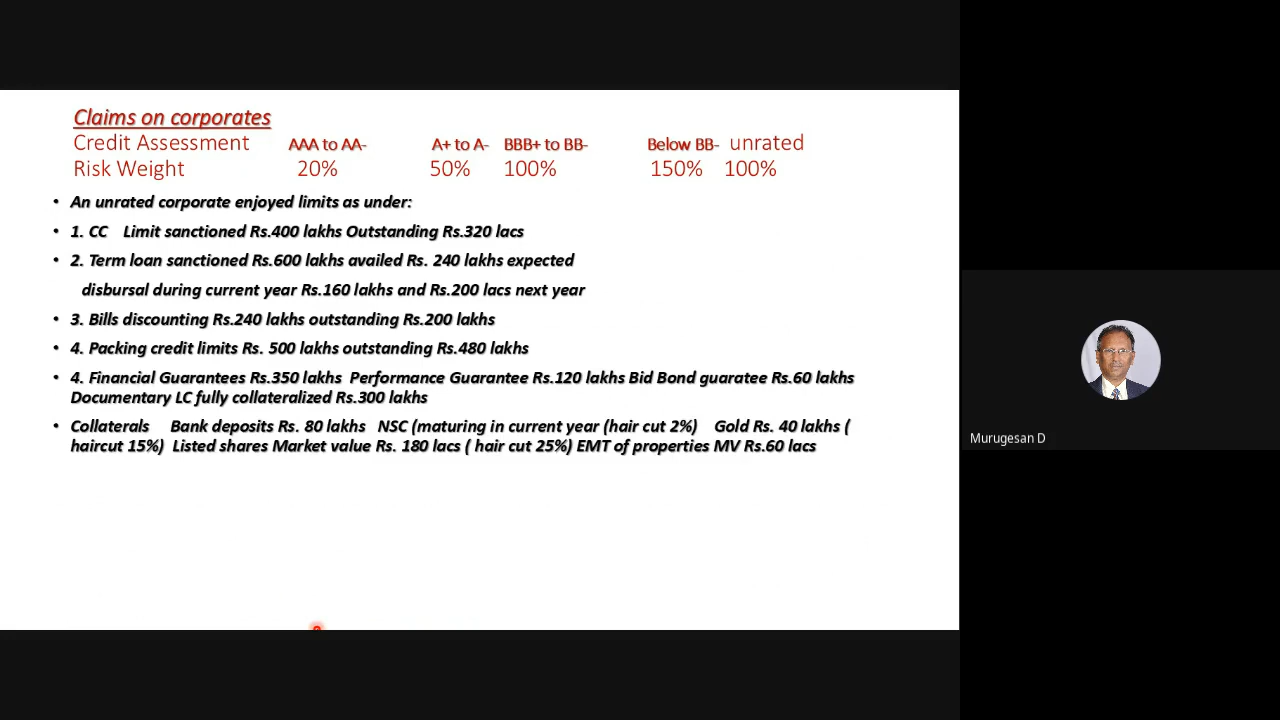 Claims on corporates
Credit Assessment AAA to AA- A+ to A- BBB+ to BB- Below BB- unrated
Risk Weight 20% 50% 100% 150% 100%
• An unrated corporate enjoyed limits as under:
• 1. CC Limit sanctioned Rs.400 lakhs Outstanding Rs.320 lacs
• 2. Term loan sanctioned Rs.600 lakhs availed Rs. 240 lakhs expected
disbursal during current year Rs.160 lakhs and Rs.200 lacs next year
• 3. Bills discounting Rs.240 lakhs outstanding Rs.200 lakhs
• 4. Packing credit limits Rs. 500 lakhs outstanding Rs.480 lakhs
• 4. Financial Guarantees Rs.350 lakhs Performance Guarantee Rs.120 lakhs Bid Bond guaratee Rs.60 lakhs
Documentary LC fully collateralized Rs.300 lakhs
• Collaterals Bank deposits Rs. 80 lakhs NSC (maturing in current year (hair cut 2%) Gold Rs. 40 lakhs (
haircut 15%) Listed shares Market value Rs. 180 lacs ( hair cut 25%) EMT of properties MV Rs.60 lacs
Murugesan D